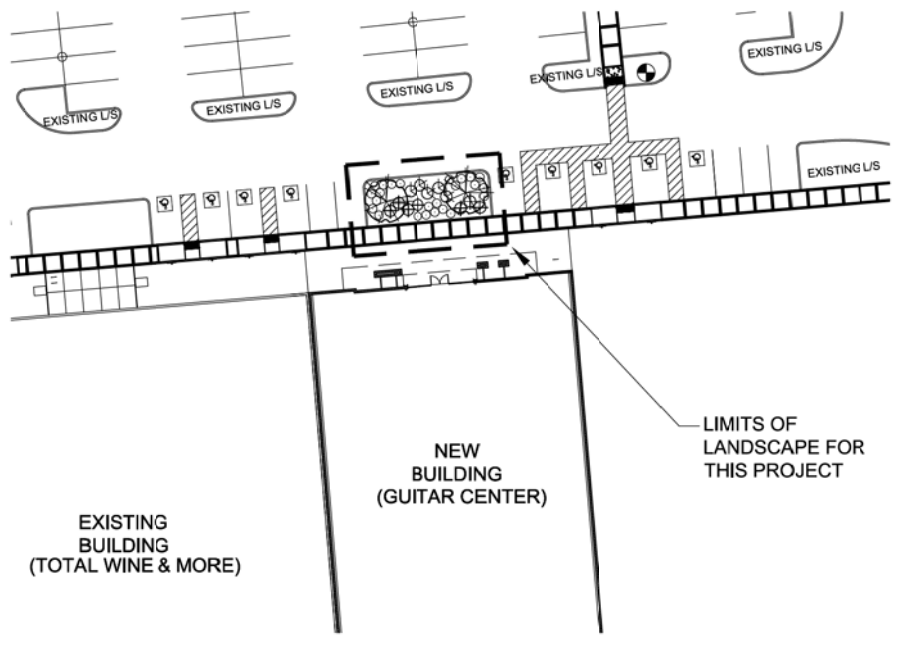 EXISTING L/S
EXISTING L/S
EXISTING L/S
EXISTING L/S
EXISTING L/S
EXISTING L/S
LIMITS OF
LANDSCAPE FOR
THIS PROJECT
NEW
BUILDING
(GUITAR CENTER)
EXISTING
BUILDING
(TOTAL WINE & MORE)